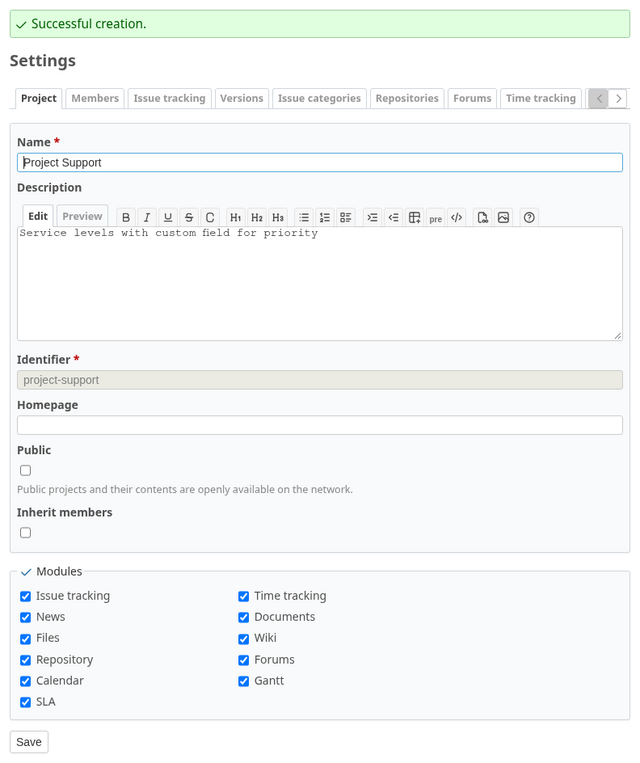 Successful creation.
Settings
Project Members Issue tracking Versions Issue categories Repositories Forums Time tracking
Name *
Project Support
Description
Edit Preview B I U S C H1 H2 H3 pre
Service levels with custom field for priority
Identifier *
project-support
Homepage
Public
Public projects and their contents are openly available on the network.
Inherit members
Modules
Issue tracking Time tracking
News Documents
Files Wiki
Repository Forums
Calendar Gantt
SLA
Save